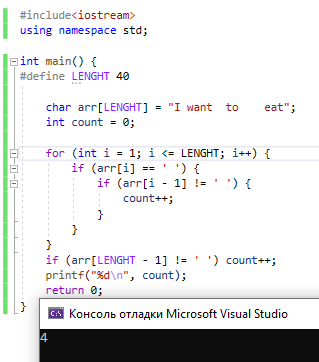 #include<iostream>
using namespace std;
int main() {
#define LENGHT 40
char arr[LENGHT] = "I want  to    eat";
int count = 0;
for (int i = 1; i <= LENGHT; i++) {
if (arr[i] == ' ') {
if (arr[i - 1] != ' ') {
count++;
}
}
}
if (arr[LENGHT - 1] != ' ') count++;
printf("%d\n", count);
return 0;
}
C:\ Консоль отладки Microsoft Visual Studio
4